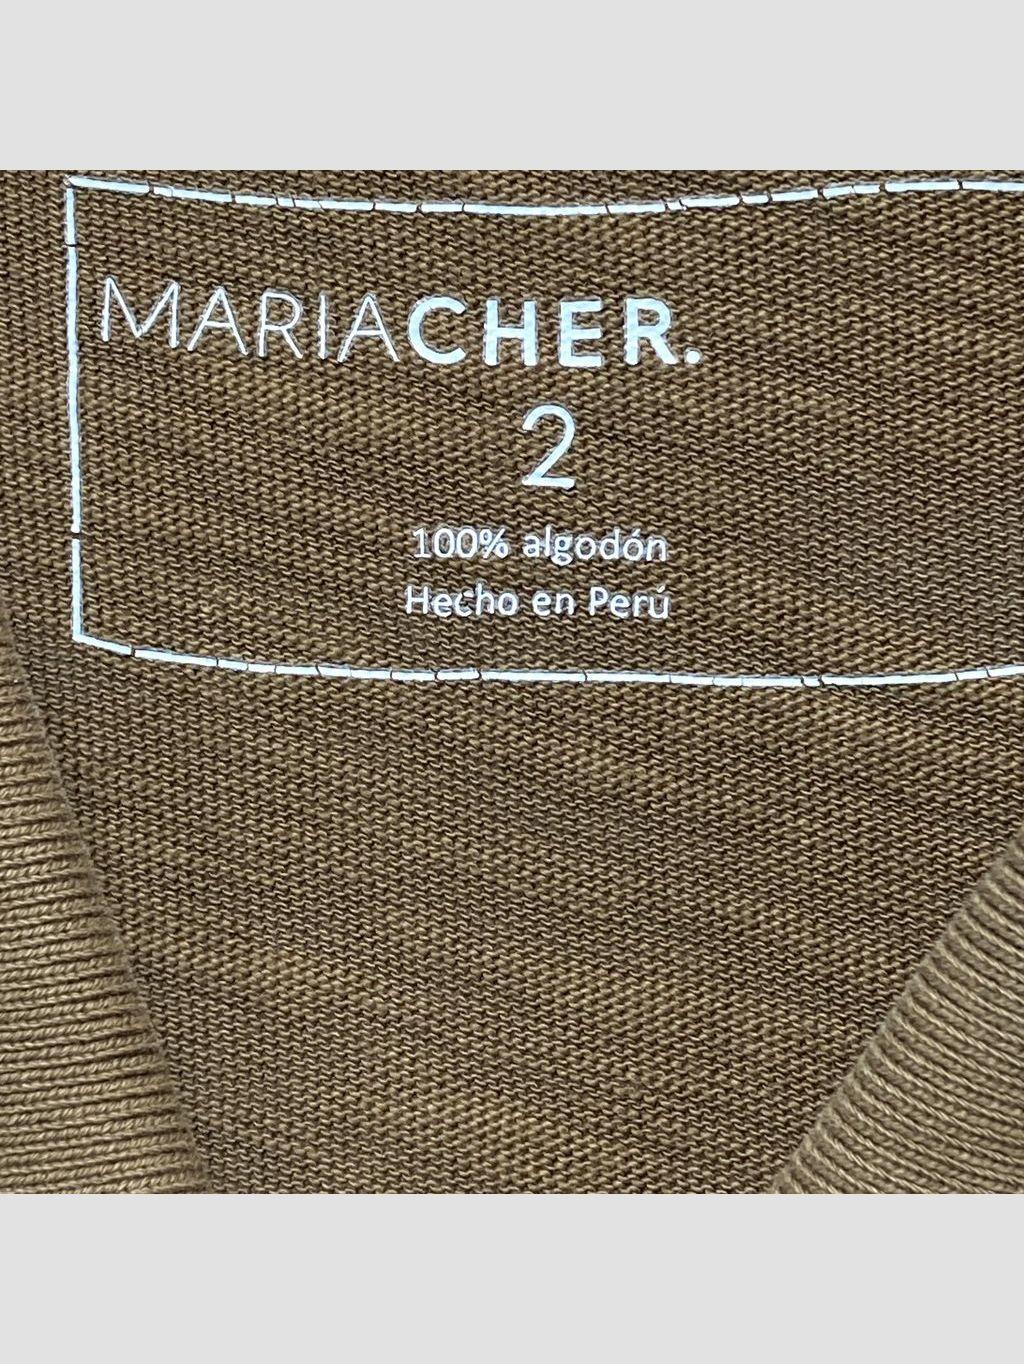 MARIACHER.
2
100% algodón
Hecho en Perú